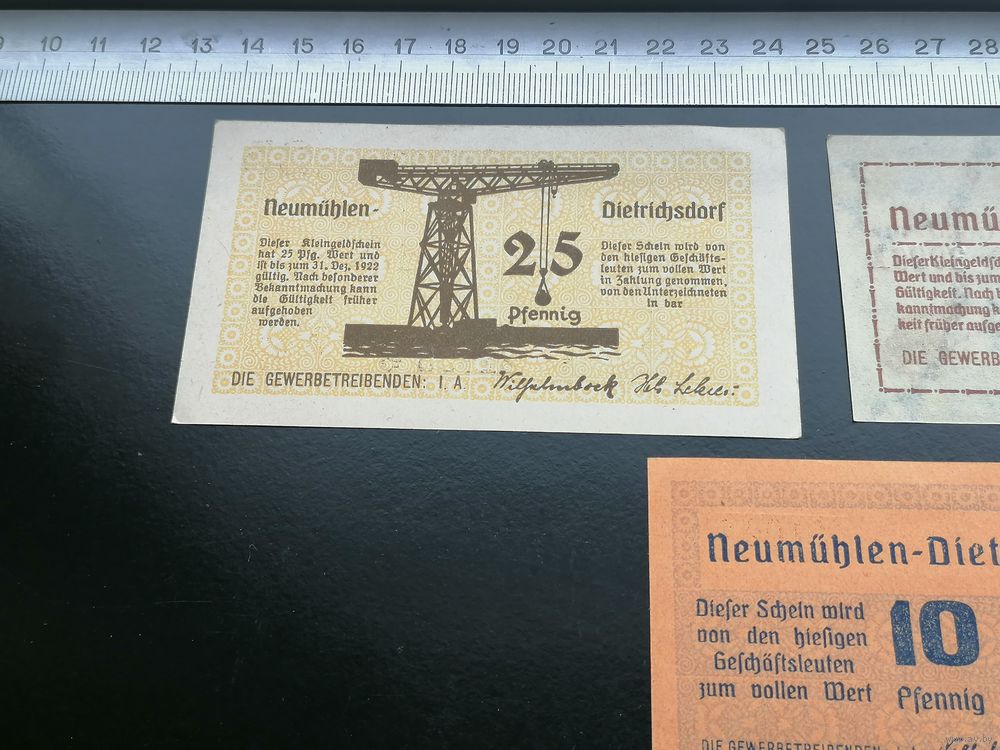 9 10 11 12 13 14 15 16 17 18 19 20 21 22 23 24 25 26 27 28
Neumühlen-
Dietrichsdorf
Dieser Kleingeldschein
hat 25 Pfg. Wert und
ist bis zum 31. Dez. 1922
gültig. Nach besonderer
Bekanntmachung kann
die Gültigkeit früher
aufgehoben
werden.
25
Pfennig
Dieser Schein wird von
den hiesigen Geschäfts-
leuten zum vollen Wert
in Zahlung genommen,
von den Unterzeichneten
in bar
DIE GEWERBETREIBENDEN: I. A.
Neumü
Dieser Kleingeldsch
Wert und bis zum
Gültigkeit. Nach
kanntmachung k
keit früher aufge
DIE GEWERB
Neumühlen-Diet
Dieser Schein wird
von den hiesigen
Geschäftsleuten
zum vollen Wert
10
Pfennig
DIE GEWERBETREIBENDEN
www.ay.by